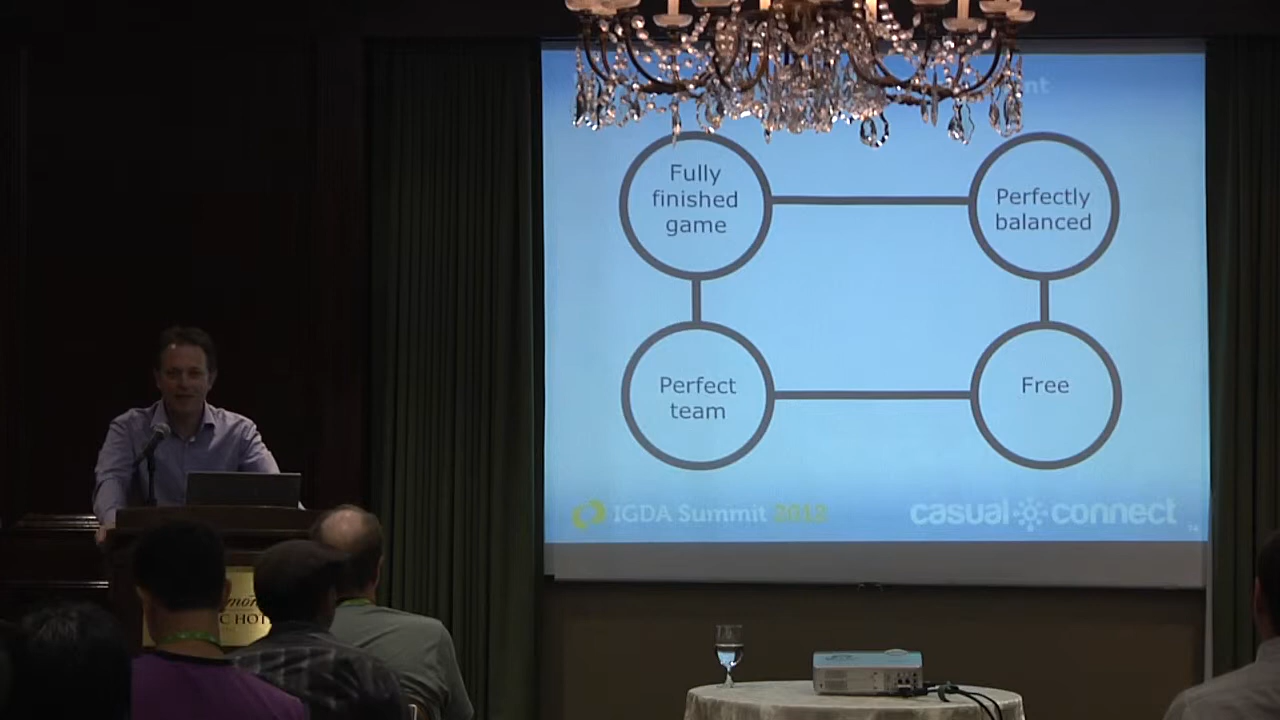 Fully
finished
game
Perfectly
balanced
Perfect
team
Free
IGDA Summit 2012
casual connect